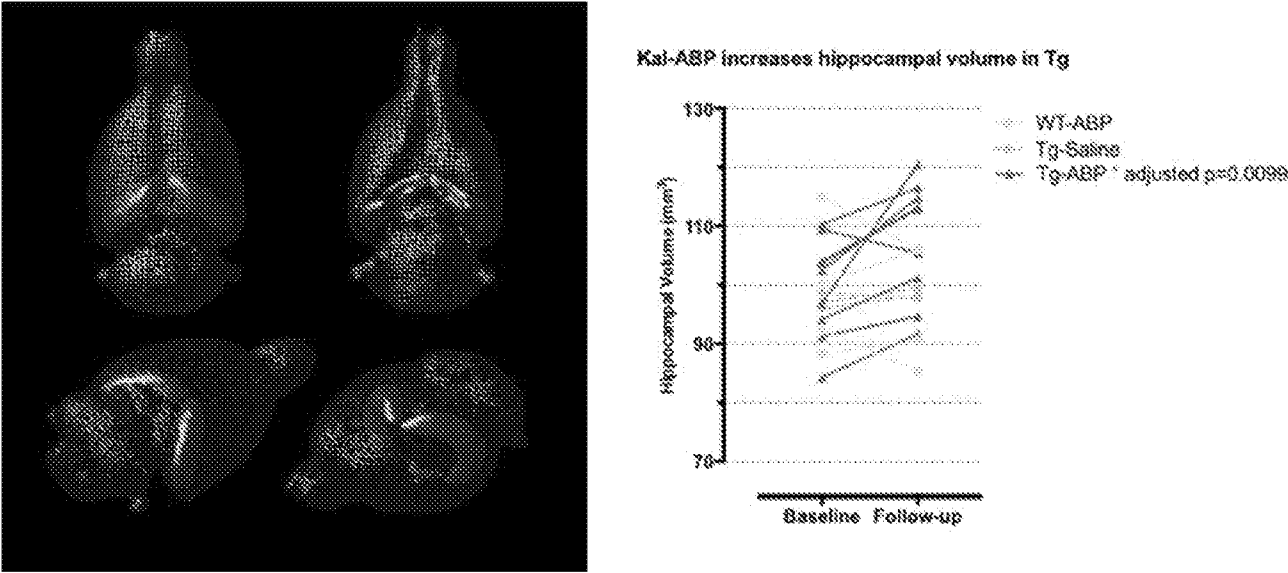 Kal-ABP increases hippocampal volume in Tg
130
110
90
70
Hippocampal Volume (mm³)
WT-ABP
Tg-Saline
Tg-ABP * adjusted p=0.0099
Baseline Follow-up